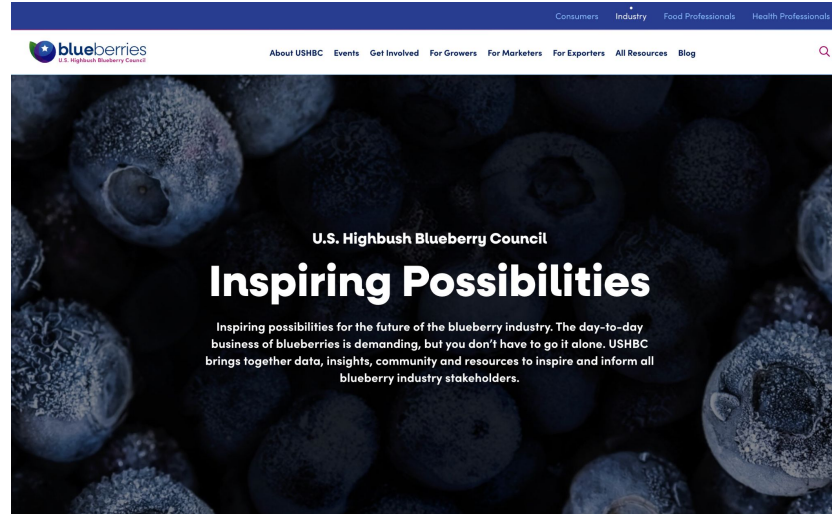 Consumers Industry Food Professionals Health Professionals
blueberries
U.S. Highbush Blueberry Council
About USHBC Events Get Involved For Growers For Marketers For Exporters All Resources Blog
U.S. Highbush Blueberry Council
Inspiring Possibilities
Inspiring possibilities for the future of the blueberry industry. The day-to-day
business of blueberries is demanding, but you don’t have to go it alone. USHBC
brings together data, insights, community and resources to inspire and inform all
blueberry industry stakeholders.